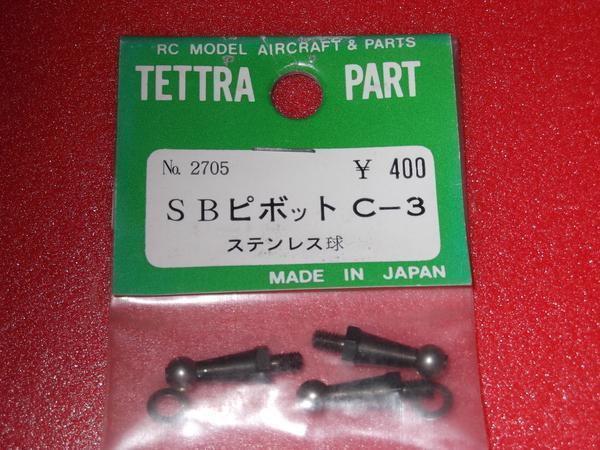 RC MODEL AIRCRAFT & PARTS
TETTRA PART
No. 2705 ¥ 400
SBピボット C-3
ステンレス球
MADE IN JAPAN